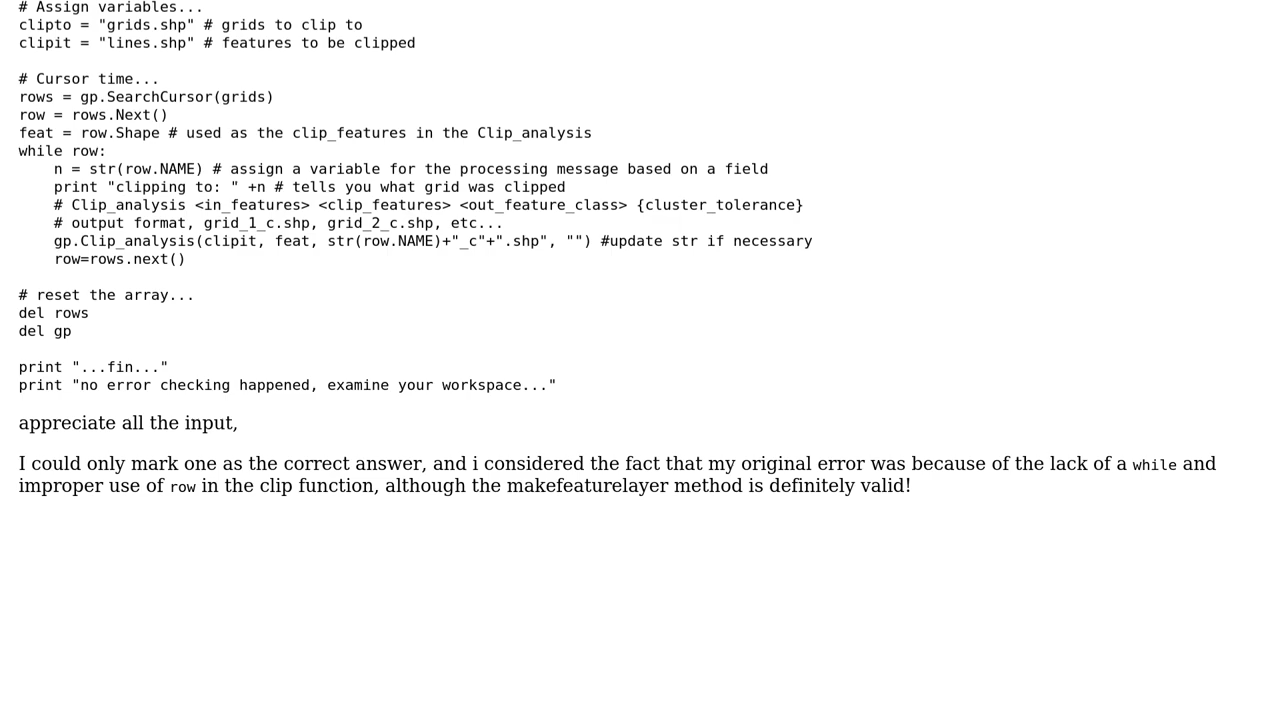 # Assign variables...
clipto = "grids.shp" # grids to clip to
clipit = "lines.shp" # features to be clipped
# Cursor time...
rows = gp.SearchCursor(grids)
row = rows.Next()
feat = row.Shape # used as the clip_features in the Clip_analysis
while row:
    n = str(row.NAME) # assign a variable for the processing message based on a field
    print "clipping to: " +n # tells you what grid was clipped
    # Clip_analysis <in_features> <clip_features> <out_feature_class> {cluster_tolerance}
    # output format, grid_1_c.shp, grid_2_c.shp, etc...
    gp.Clip_analysis(clipit, feat, str(row.NAME)+"_c"+".shp", "") #update str if necessary
    row=rows.next()
# reset the array...
del rows
del gp
print "...fin..."
print "no error checking happened, examine your workspace..."
appreciate all the input,
I could only mark one as the correct answer, and i considered the fact that my original error was because of the lack of a while and
improper use of row in the clip function, although the makefeaturelayer method is definitely valid!